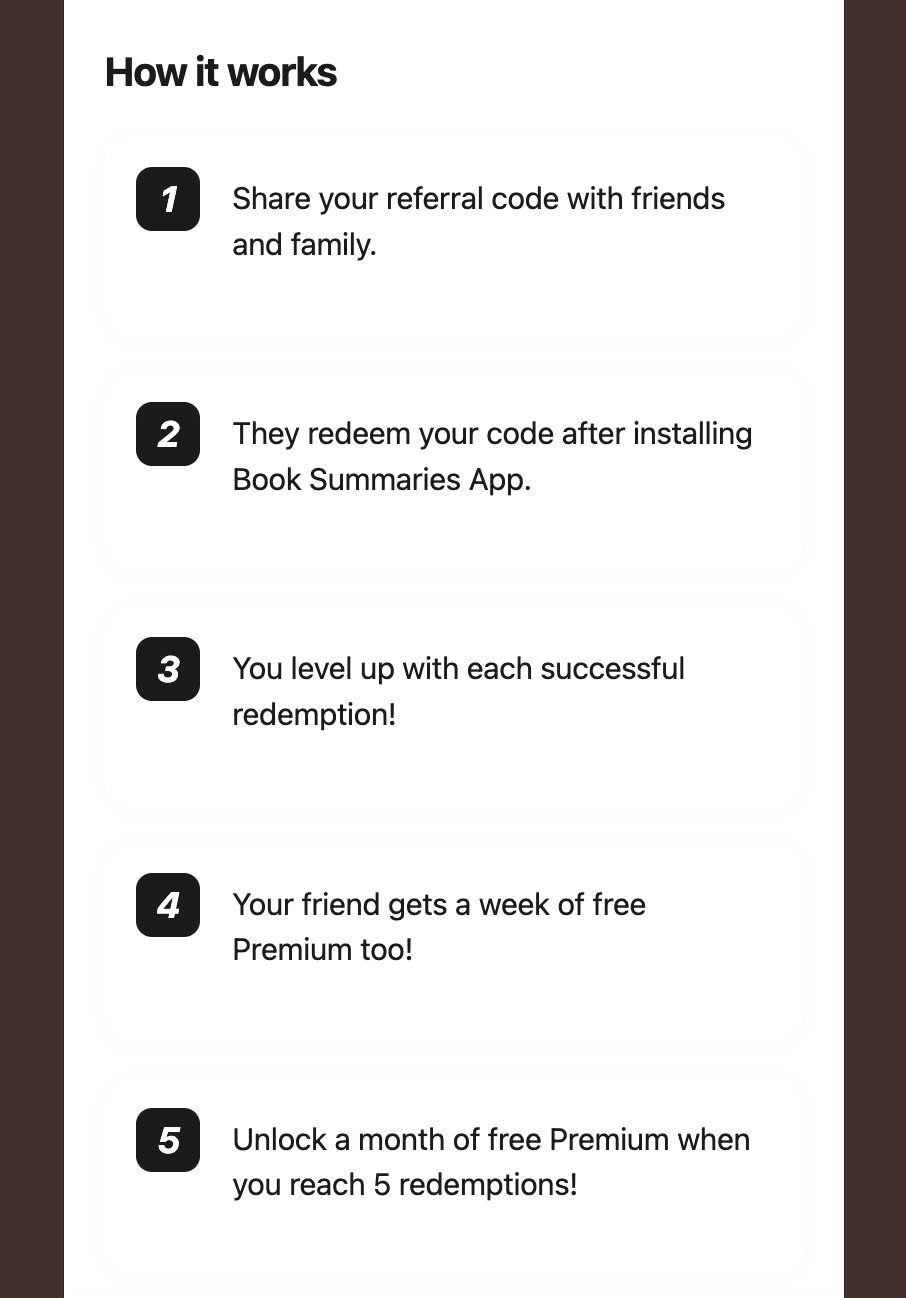 How it works
1
Share your referral code with friends
and family.
2
They redeem your code after installing
Book Summaries App.
3
You level up with each successful
redemption!
4
Your friend gets a week of free
Premium too!
5
Unlock a month of free Premium when
you reach 5 redemptions!